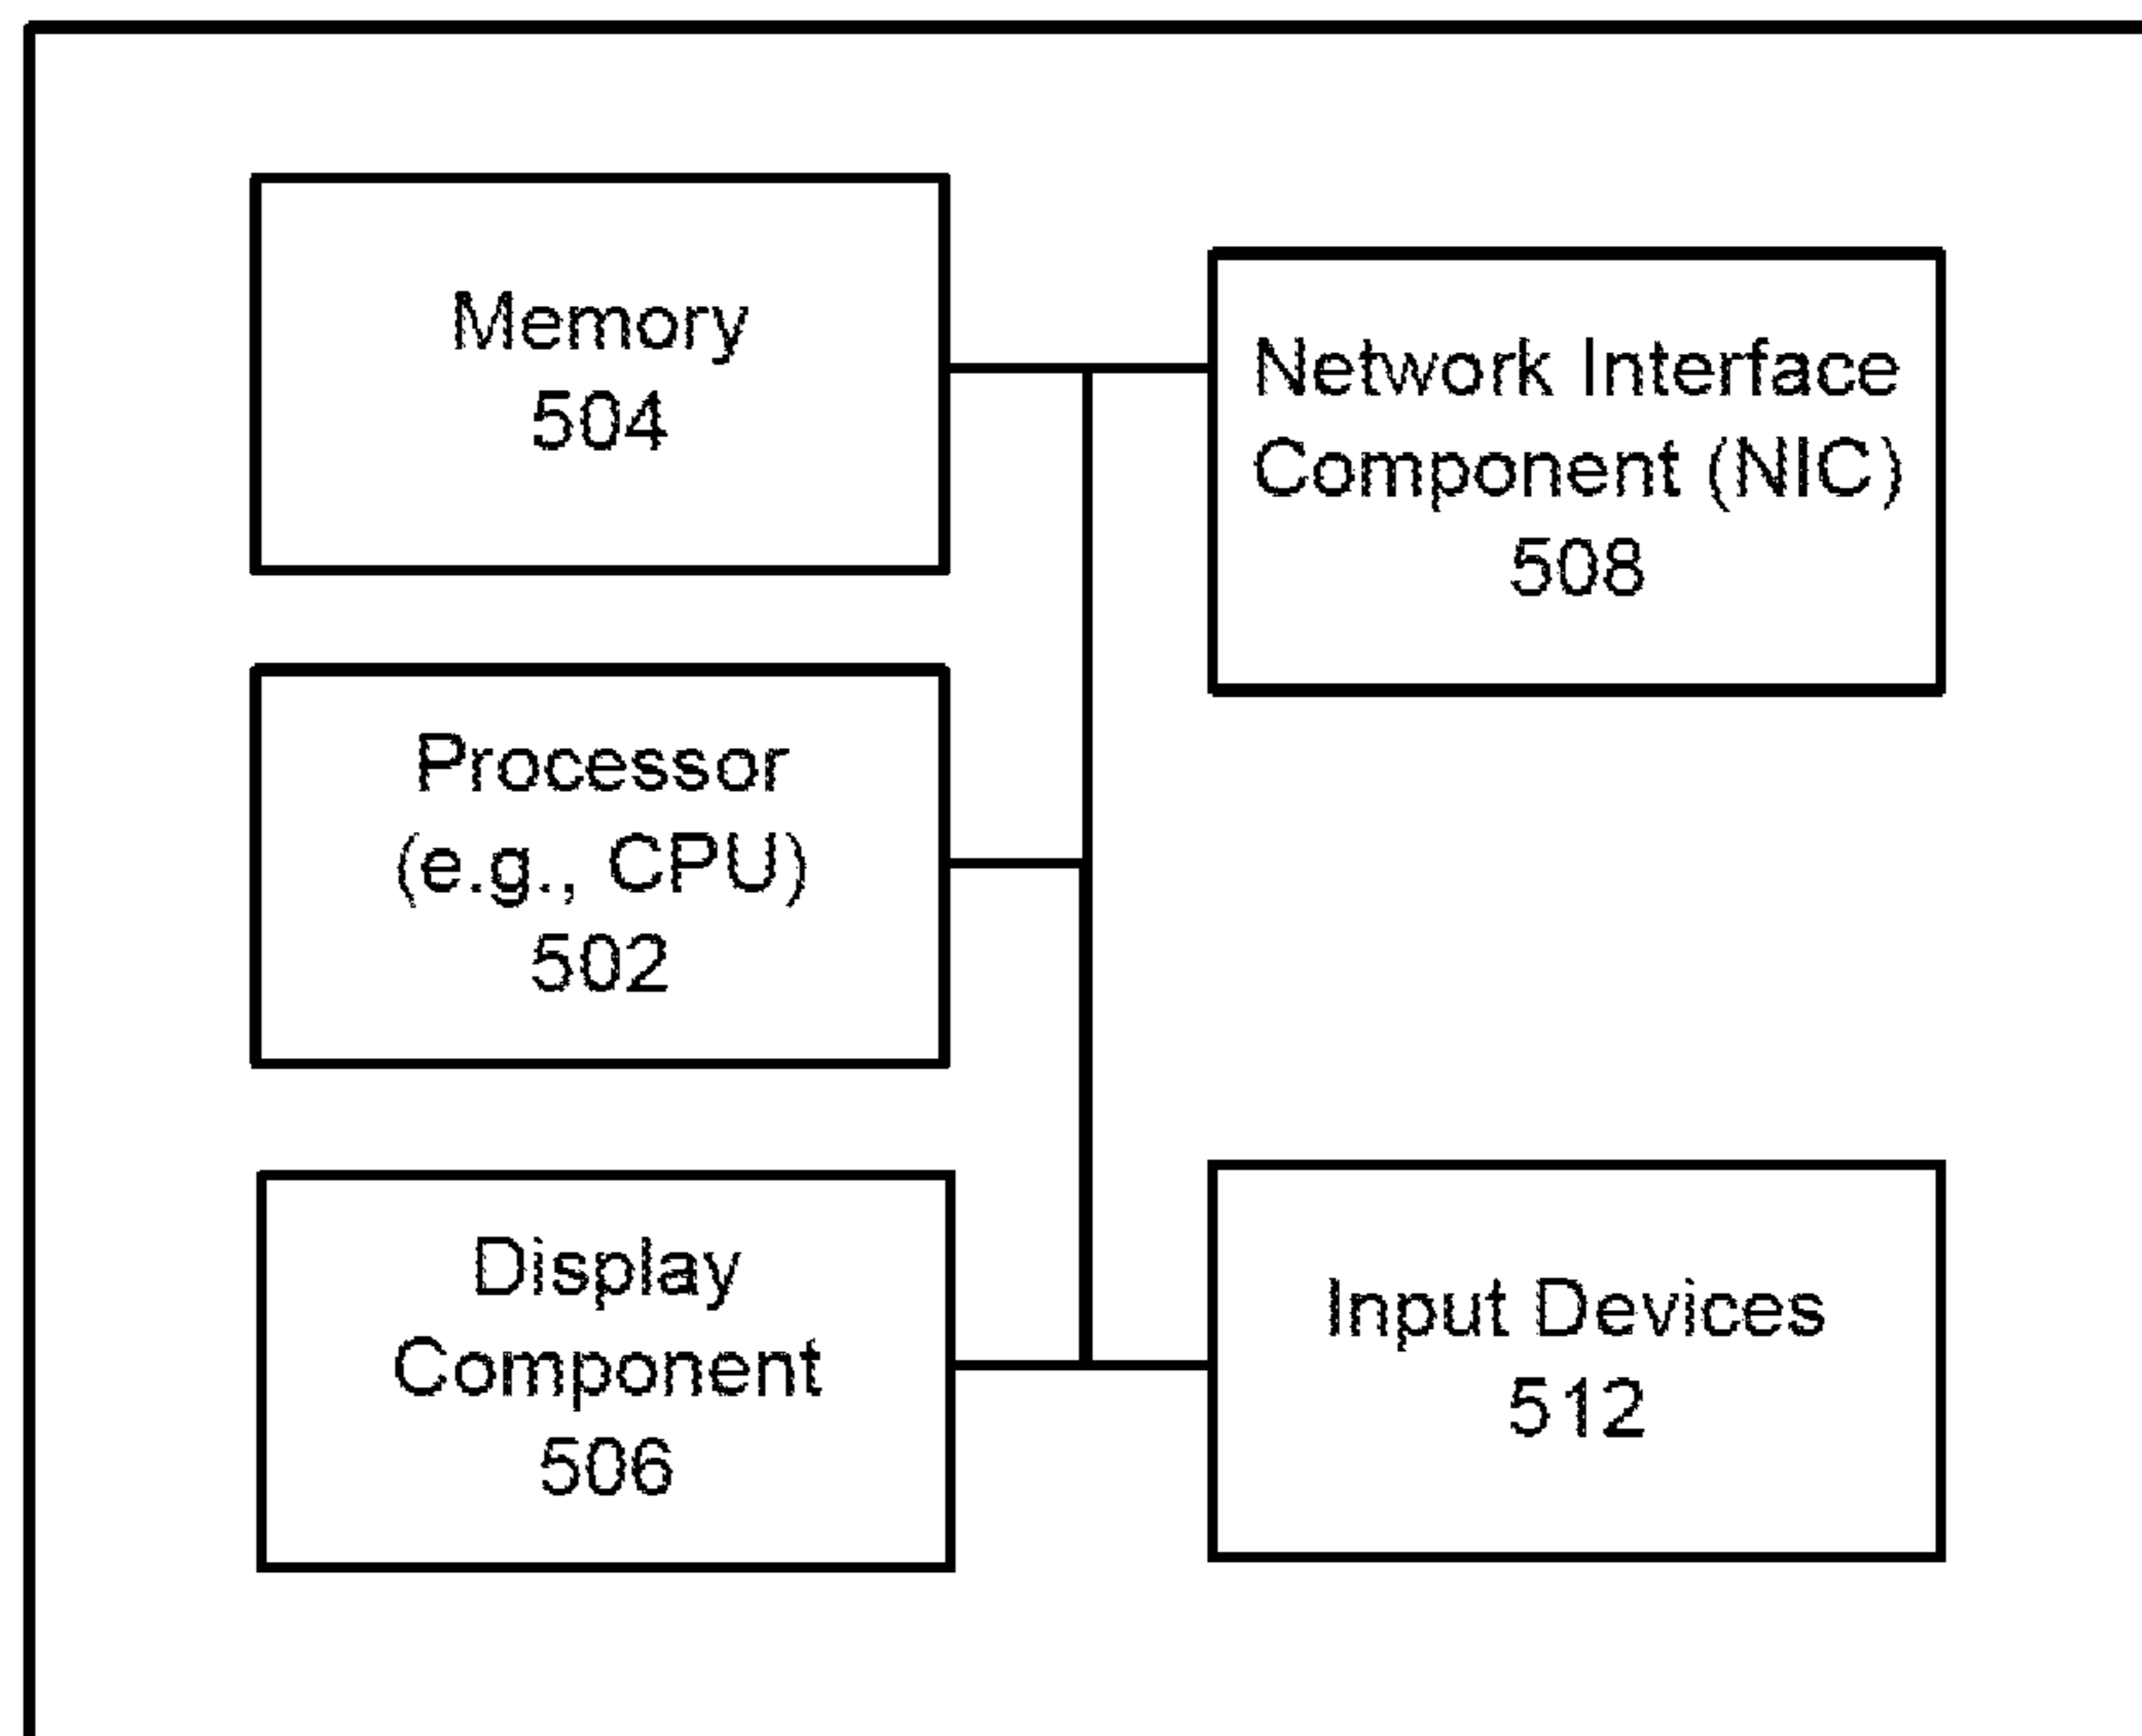 Memory
504
Network Interface
Component (NIC)
508
Processor
(e.g., CPU)
502
Display
Component
506
Input Devices
512